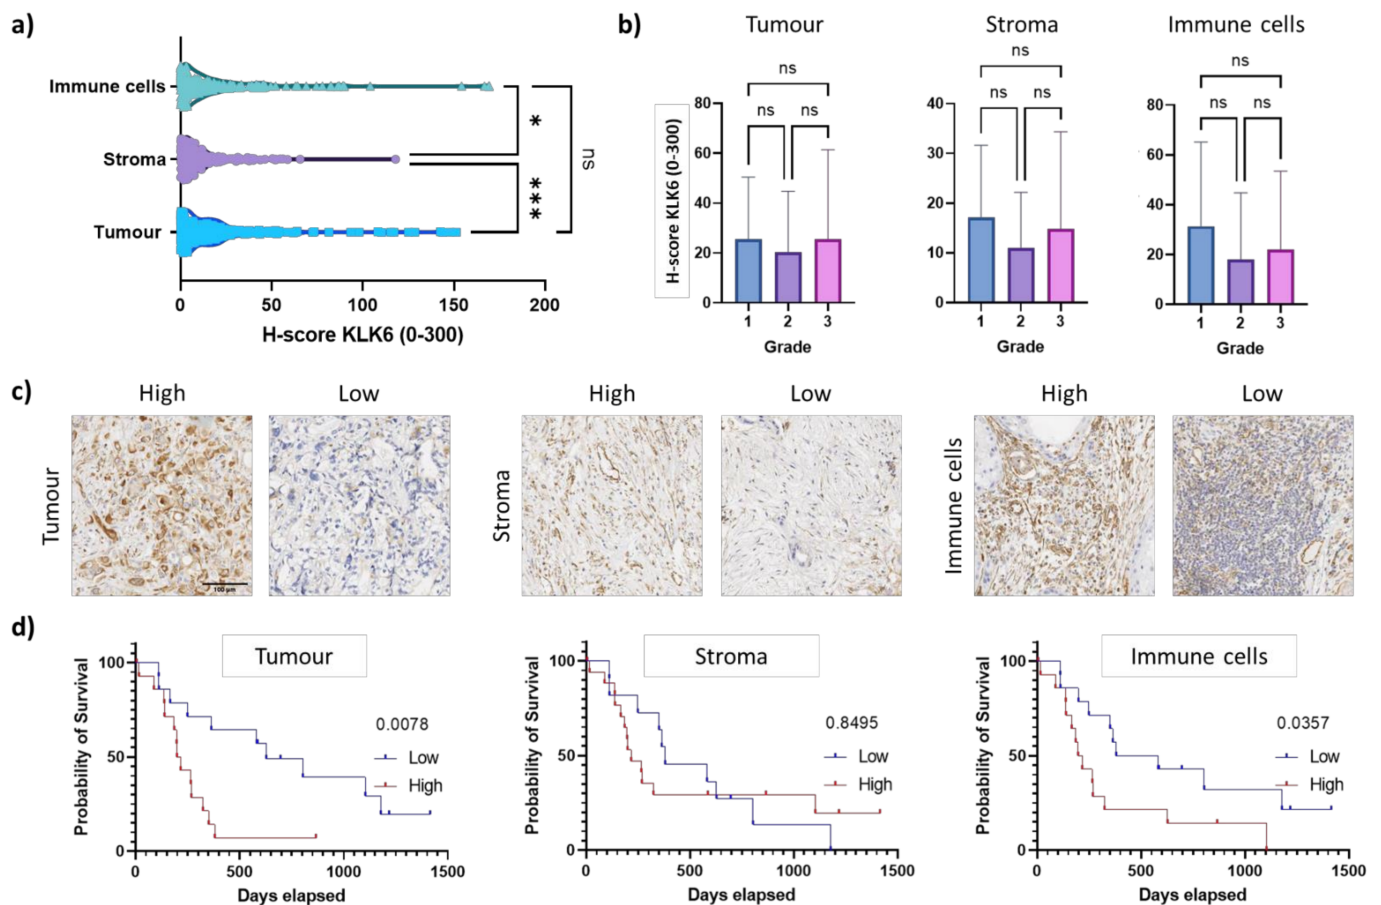 a)
Immune cells
Stroma
Tumour
*
***
ns
0 50 100 150 200
H-score KLK6 (0-300)
b)
Tumour
ns
ns ns
H-score KLK6 (0-300)
80
60
40
20
0
1 2 3
Grade
Stroma
ns
ns ns
40
30
20
10
0
1 2 3
Grade
Immune cells
ns
ns ns
80
60
40
20
0
1 2 3
Grade
c)
High Low
Tumour
100 µm
High Low
Stroma
High Low
Immune cells
d)
Tumour
Probability of Survival
100
50
0
0.0078
Low
High
0 500 1000 1500
Days elapsed
Stroma
Probability of Survival
100
50
0
0.8495
Low
High
0 500 1000 1500
Days elapsed
Immune cells
Probability of Survival
100
50
0
0.0357
Low
High
0 500 1000 1500
Days elapsed